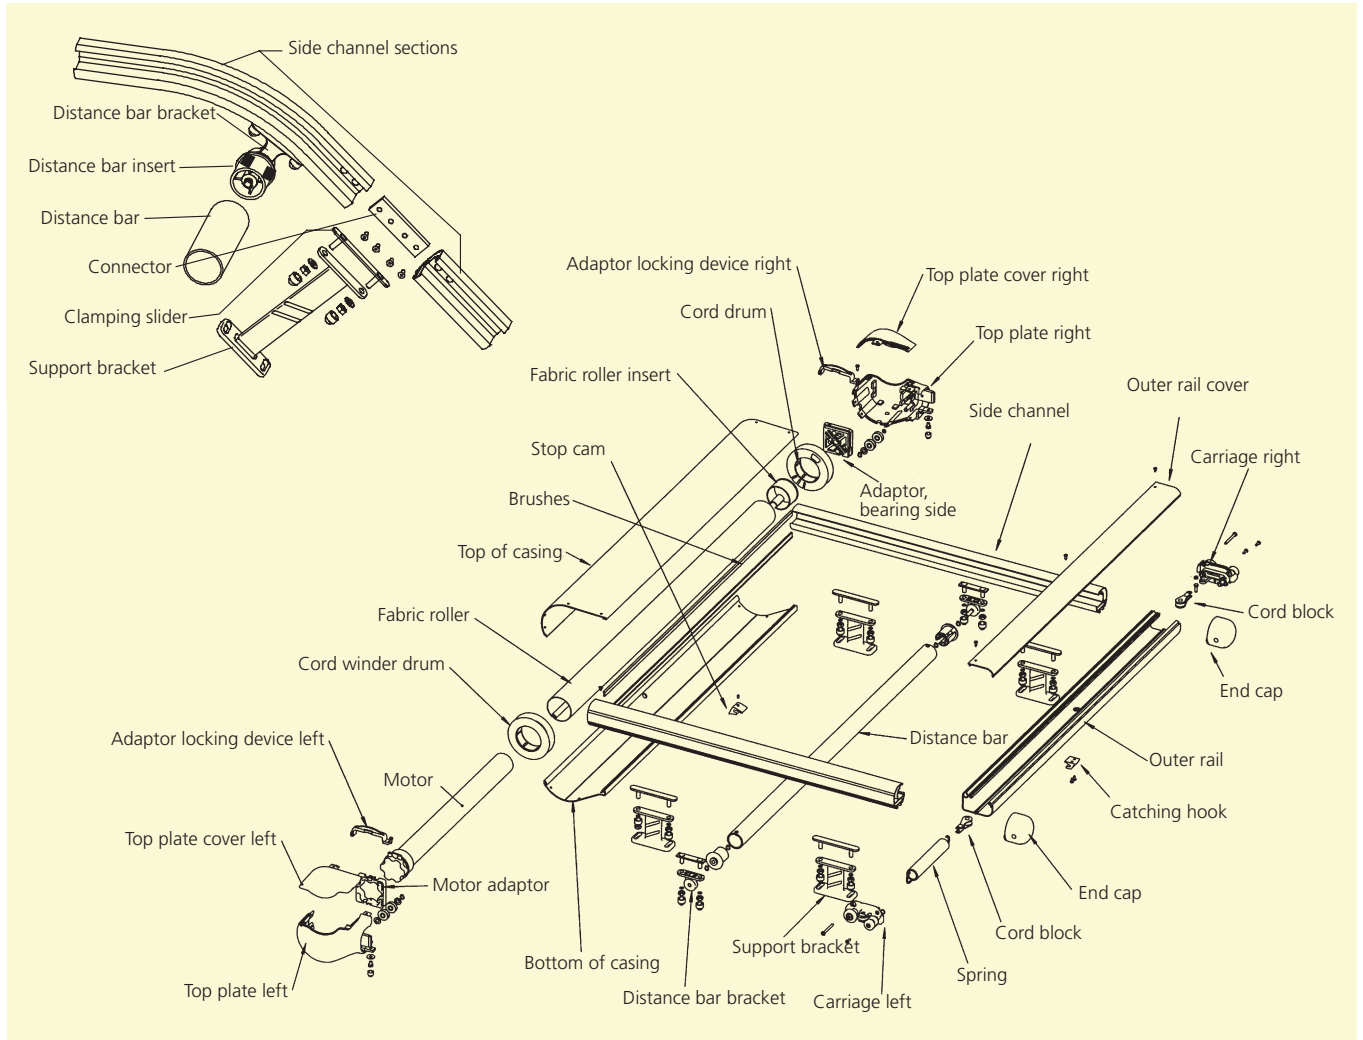 Side channel sections
Distance bar bracket
Distance bar insert
Distance bar
Connector
Clamping slider
Support bracket
Adaptor locking device right
Top plate cover right
Cord drum
Top plate right
Fabric roller insert
Outer rail cover
Side channel
Stop cam
Carriage right
Brushes
Adaptor,
bearing side
Top of casing
Fabric roller
Cord block
Cord winder drum
End cap
Adaptor locking device left
Distance bar
Outer rail
Motor
Catching hook
Top plate cover left
Motor adaptor
End cap
Cord block
Support bracket
Bottom of casing
Spring
Top plate left
Distance bar bracket
Carriage left